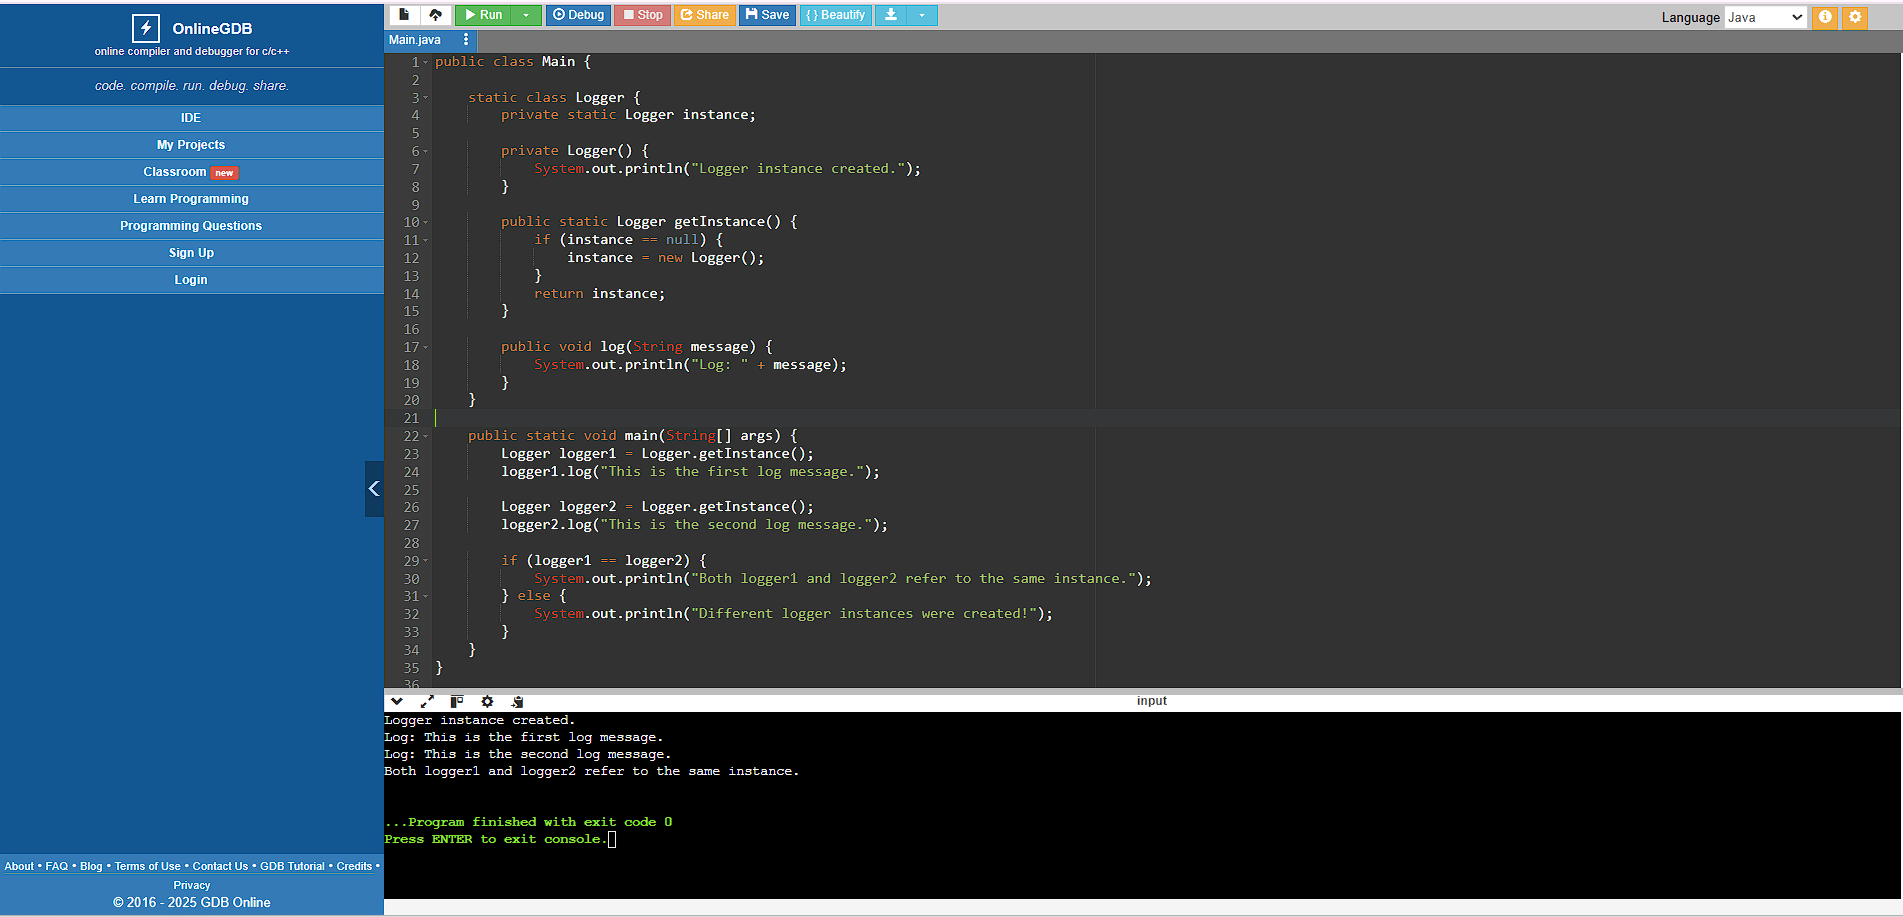 OnlineGDB
online compiler and debugger for c/c++
code. compile. run. debug. share.
IDE
My Projects
Classroom new
Learn Programming
Programming Questions
Sign Up
Login
About • FAQ • Blog • Terms of Use • Contact Us • GDB Tutorial • Credits •
Privacy
© 2016 - 2025 GDB Online
Run Debug Stop Share Save { } Beautify
Language Java
Main.java
1 public class Main {
2
3     static class Logger {
4         private static Logger instance;
5
6         private Logger() {
7             System.out.println("Logger instance created.");
8         }
9
10         public static Logger getInstance() {
11             if (instance == null) {
12                 instance = new Logger();
13             }
14             return instance;
15         }
16
17         public void log(String message) {
18             System.out.println("Log: " + message);
19         }
20     }
21
22     public static void main(String[] args) {
23         Logger logger1 = Logger.getInstance();
24         logger1.log("This is the first log message.");
25
26         Logger logger2 = Logger.getInstance();
27         logger2.log("This is the second log message.");
28
29         if (logger1 == logger2) {
30             System.out.println("Both logger1 and logger2 refer to the same instance.");
31         } else {
32             System.out.println("Different logger instances were created!");
33         }
34     }
35 }
36
input
Logger instance created.
Log: This is the first log message.
Log: This is the second log message.
Both logger1 and logger2 refer to the same instance.
...Program finished with exit code 0
Press ENTER to exit console.